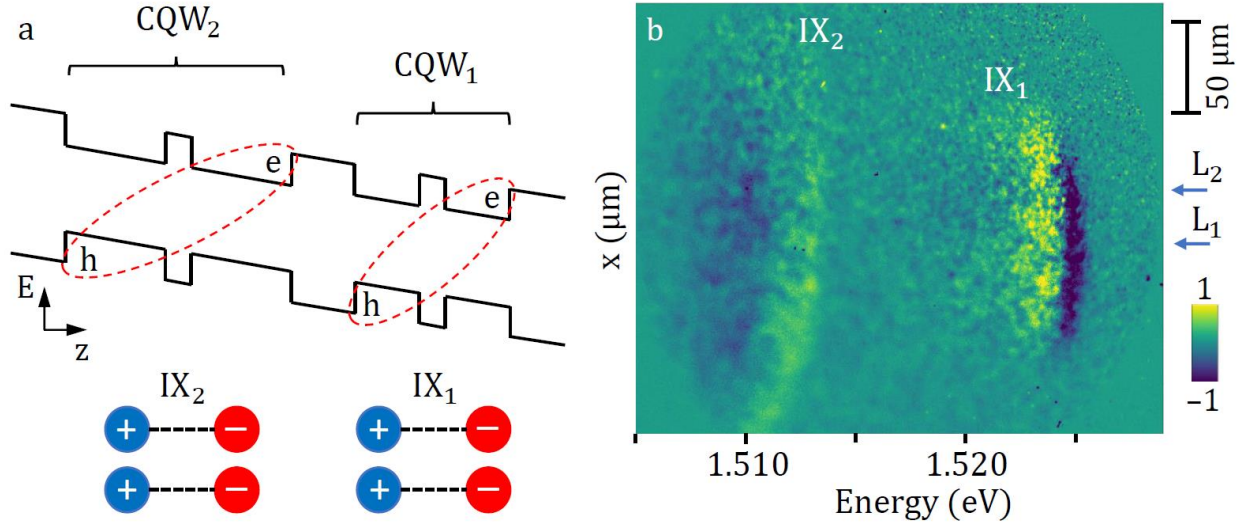 a
CQW₂
CQW₁
e
e
h
h
E
z
IX₂
IX₁
+
−
+
−
+
−
+
−
b
IX₂
IX₁
50 μm
L₂
L₁
x (μm)
1
−1
1.510
1.520
Energy (eV)